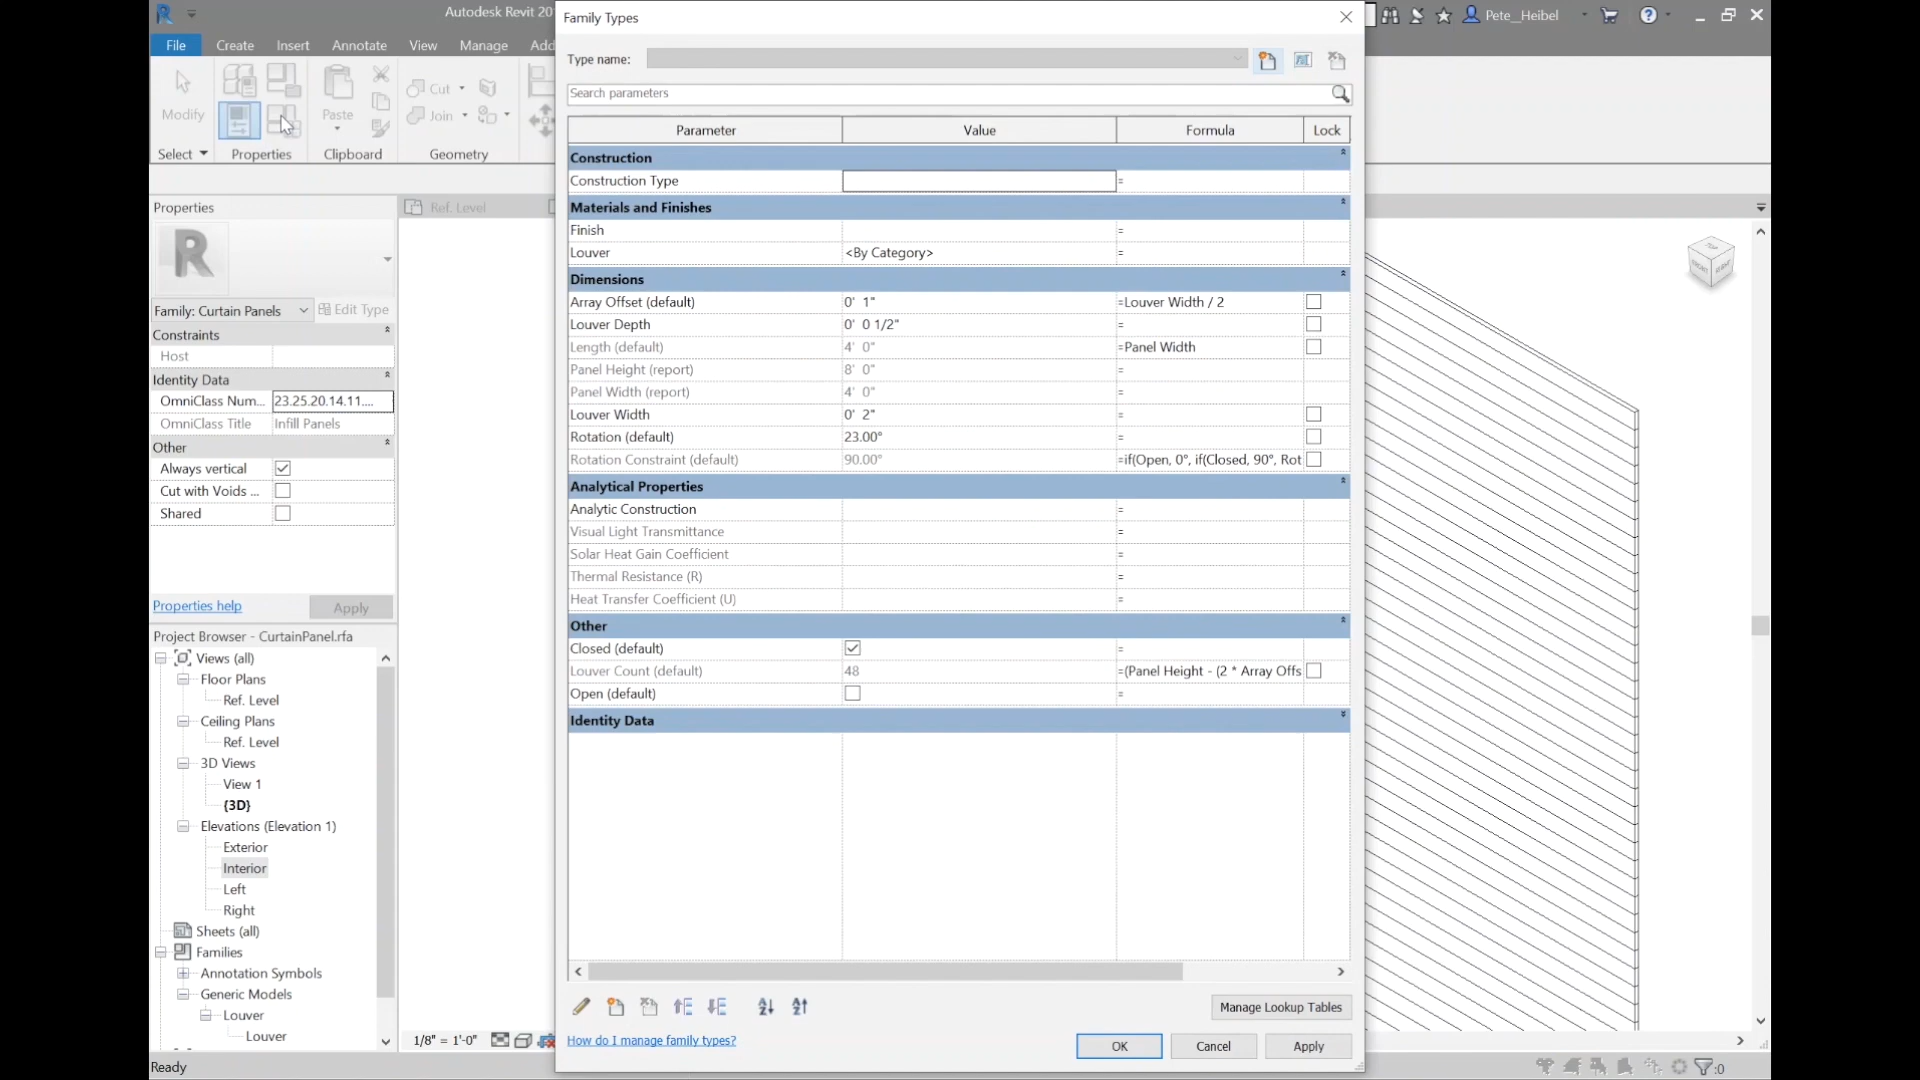 Autodesk Revit 20
Pete_Heibel
File Create Insert Annotate View Manage Add
Modify
Paste
Cut
Join
Select Properties Clipboard Geometry
Properties
Ref. Level
Family: Curtain Panels Edit Type
Constraints
Host
Identity Data
OmniClass Num... 23.25.20.14.11....
OmniClass Title Infill Panels
Other
Always vertical
Cut with Voids ...
Shared
Properties help Apply
Project Browser - CurtainPanel.rfa
Views (all)
Floor Plans
Ref. Level
Ceiling Plans
Ref. Level
3D Views
View 1
{3D}
Elevations (Elevation 1)
Exterior
Interior
Left
Right
Sheets (all)
Families
Annotation Symbols
Generic Models
Louver
Louver
1/8" = 1'-0"
Ready
Family Types
Type name:
Search parameters
Parameter Value Formula Lock
Construction
Construction Type =
Materials and Finishes
Finish =
Louver <By Category> =
Dimensions
Array Offset (default) 0' 1" =Louver Width / 2
Louver Depth 0' 0 1/2" =
Length (default) 4' 0" =Panel Width
Panel Height (report) 8' 0" =
Panel Width (report) 4' 0" =
Louver Width 0' 2" =
Rotation (default) 23.00° =
Rotation Constraint (default) 90.00° =if(Open, 0°, if(Closed, 90°, Rot
Analytical Properties
Analytic Construction =
Visual Light Transmittance =
Solar Heat Gain Coefficient =
Thermal Resistance (R) =
Heat Transfer Coefficient (U) =
Other
Closed (default) =
Louver Count (default) 48 =(Panel Height - (2 * Array Offs
Open (default) =
Identity Data
Manage Lookup Tables
How do I manage family types?
OK Cancel Apply
:0